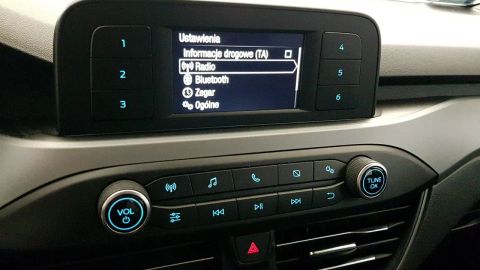 Ustawienia
Informacje drogowe (TA)
Radio
Bluetooth
Zegar
Ogólne
1
2
3
4
5
6
VOL
TUNE
OK